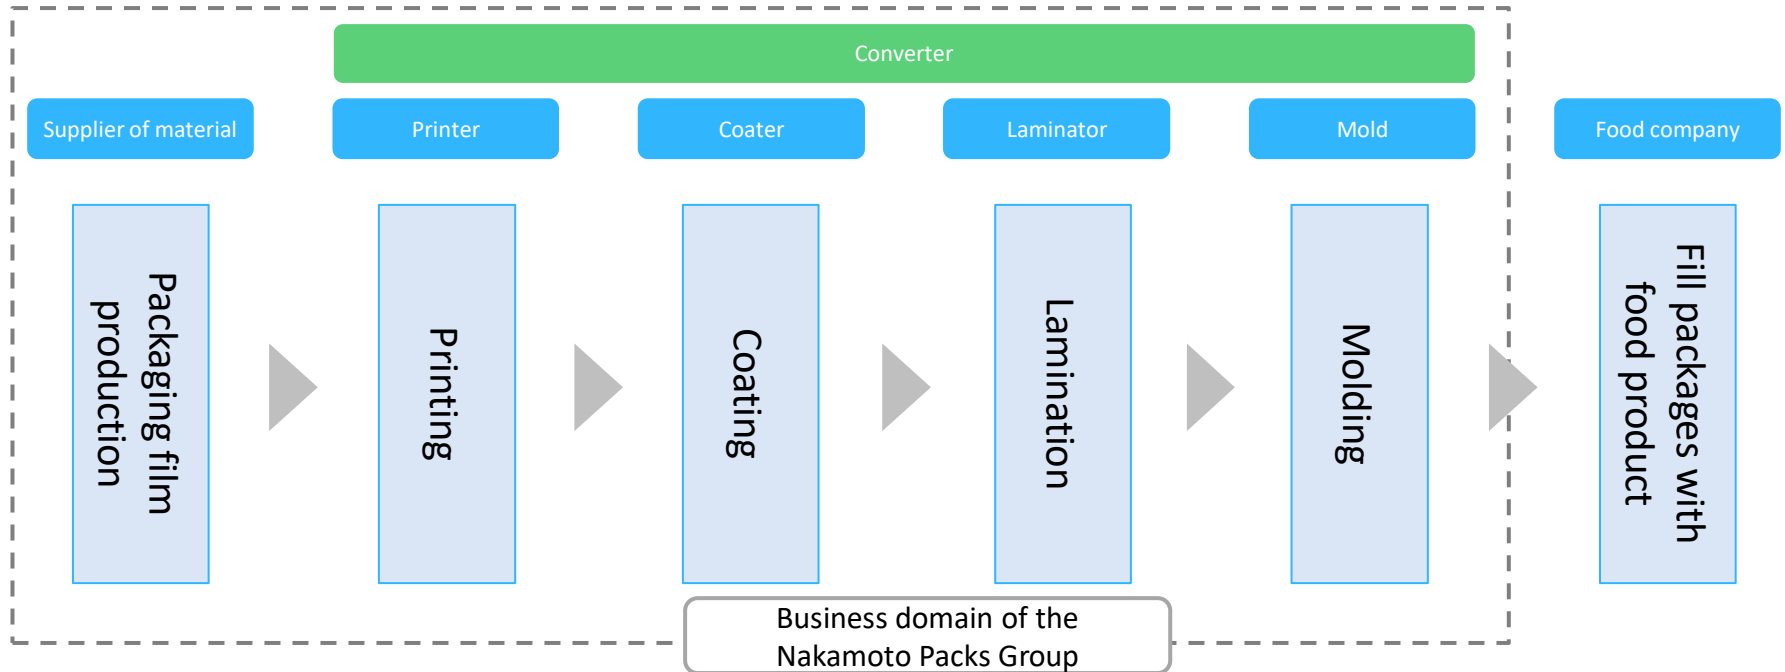 Converter
Supplier of material
Printer
Coater
Laminator
Mold
Food company
Packaging film
production
Printing
Coating
Lamination
Molding
Fill packages with
food product
Business domain of the
Nakamoto Packs Group